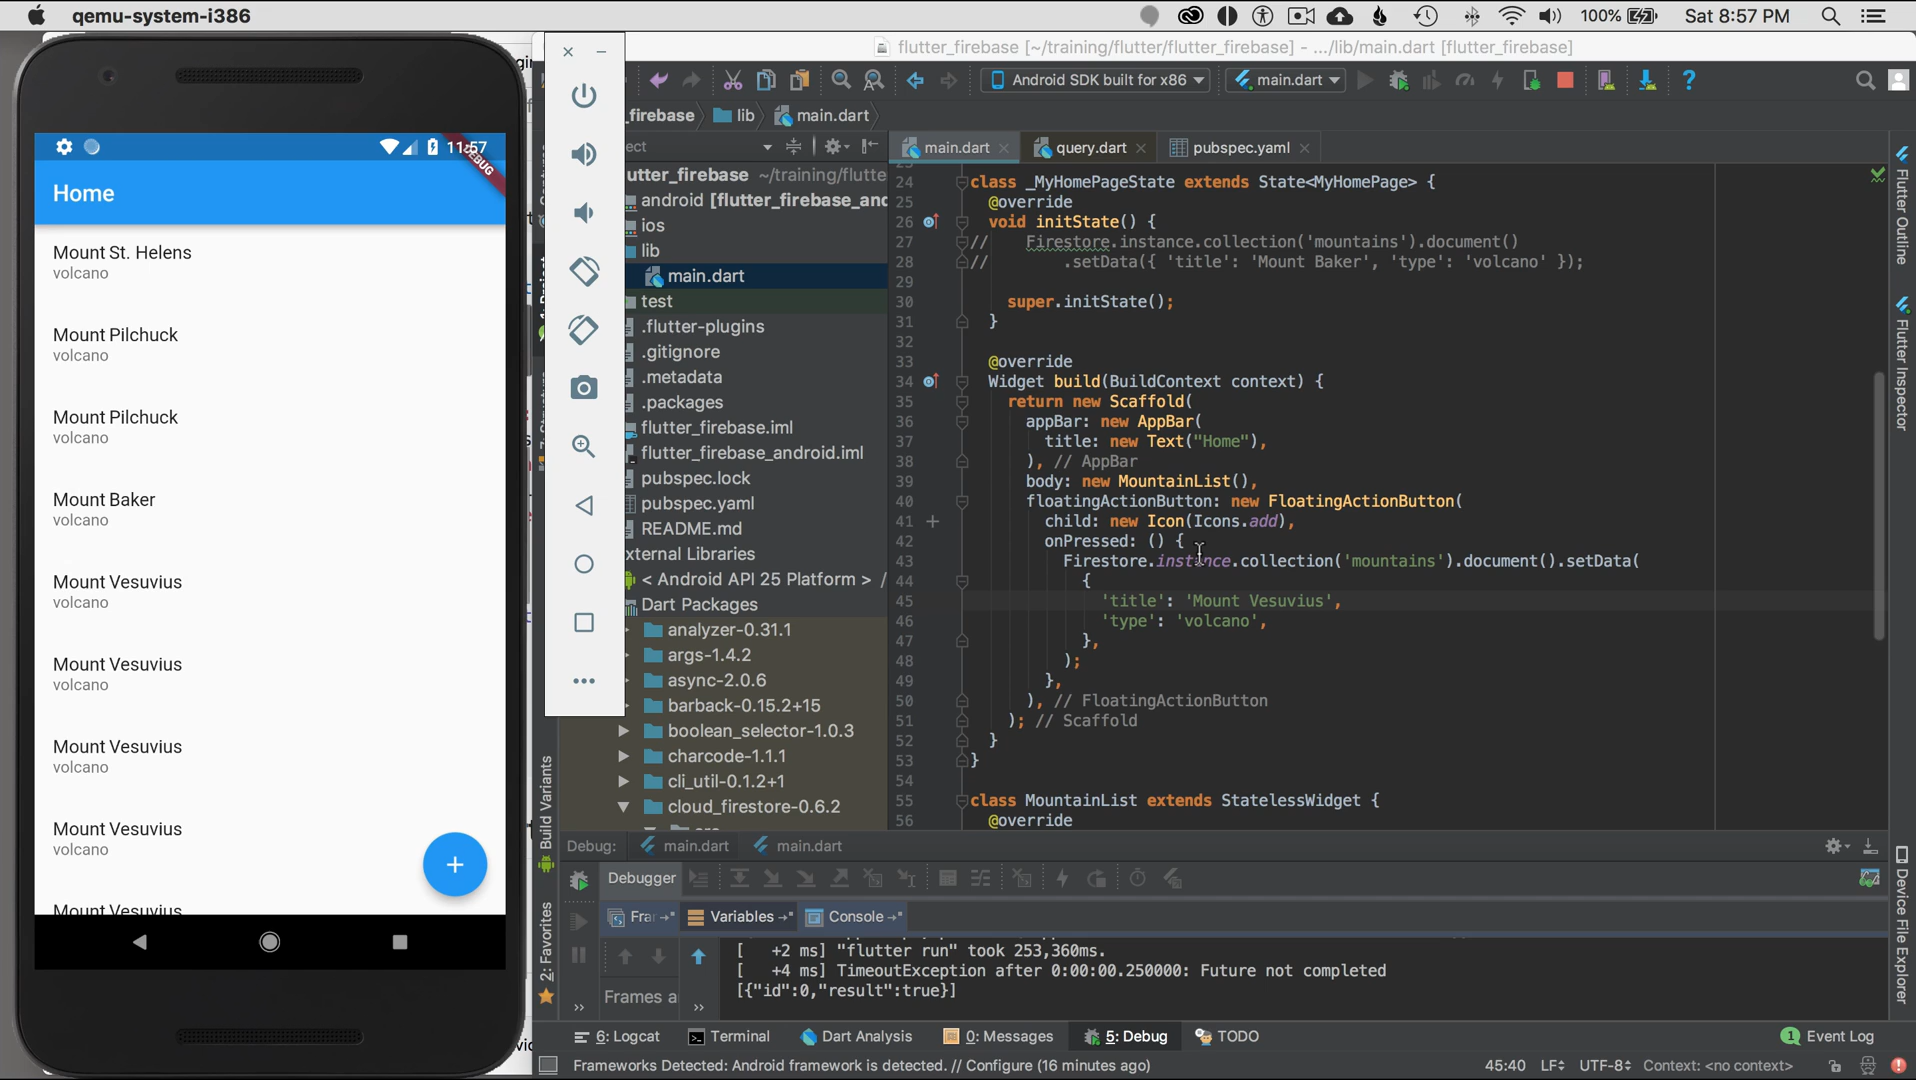 qemu-system-i386
100%
Sat 8:57 PM
flutter_firebase [~/training/flutter/flutter_firebase] - .../lib/main.dart [flutter_firebase]
Android SDK built for x86
main.dart
_firebase
lib
main.dart
ect
main.dart
query.dart
pubspec.yaml
11:57
DEBUG
Home
Mount St. Helens
volcano
Mount Pilchuck
volcano
Mount Pilchuck
volcano
Mount Baker
volcano
Mount Vesuvius
volcano
Mount Vesuvius
volcano
Mount Vesuvius
volcano
Mount Vesuvius
volcano
Mount Vesuvius
utter_firebase ~/training/flutte
android [flutter_firebase_and
ios
lib
main.dart
test
.flutter-plugins
.gitignore
.metadata
.packages
flutter_firebase.iml
flutter_firebase_android.iml
pubspec.lock
pubspec.yaml
README.md
xternal Libraries
< Android API 25 Platform > /
Dart Packages
analyzer-0.31.1
args-1.4.2
async-2.0.6
barback-0.15.2+15
boolean_selector-1.0.3
charcode-1.1.1
cli_util-0.1.2+1
cloud_firestore-0.6.2
24 class _MyHomePageState extends State<MyHomePage> {
25 @override
26 void initState() {
27 // Firestore.instance.collection('mountains').document()
28 // .setData({ 'title': 'Mount Baker', 'type': 'volcano' });
29
30 super.initState();
31 }
32
33 @override
34 Widget build(BuildContext context) {
35 return new Scaffold(
36 appBar: new AppBar(
37 title: new Text("Home"),
38 ), // AppBar
39 body: new MountainList(),
40 floatingActionButton: new FloatingActionButton(
41 child: new Icon(Icons.add),
42 onPressed: () {
43 Firestore.instance.collection('mountains').document().setData(
44 {
45 'title': 'Mount Vesuvius',
46 'type': 'volcano',
47 },
48 );
49 },
50 ), // FloatingActionButton
51 ); // Scaffold
52 }
53 }
54
55 class MountainList extends StatelessWidget {
56 @override
Flutter Outline
Flutter Inspector
Device File Explorer
Build Variants
2: Favorites
Debug:
main.dart
main.dart
Debugger
Fra
Variables
Console
[ +2 ms] "flutter run" took 253,360ms.
[ +4 ms] TimeoutException after 0:00:00.250000: Future not completed
[{"id":0,"result":true}]
Frames a
6: Logcat
Terminal
Dart Analysis
0: Messages
5: Debug
TODO
1 Event Log
Frameworks Detected: Android framework is detected. // Configure (16 minutes ago)
45:40
LF
UTF-8
Context: <no context>